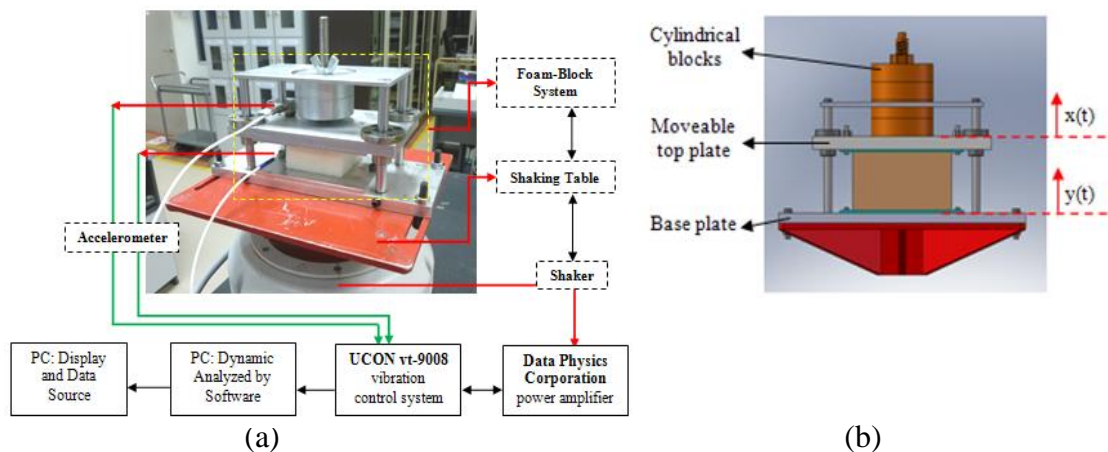 Foam-Block
System
Shaking Table
Accelerometer
Shaker
PC: Display
and Data
Source
PC: Dynamic
Analyzed by
Software
UCON vt-9008
vibration
control system
Data Physics
Corporation
power amplifier
(a)
Cylindrical
blocks
x(t)
Moveable
top plate
y(t)
Base plate
(b)